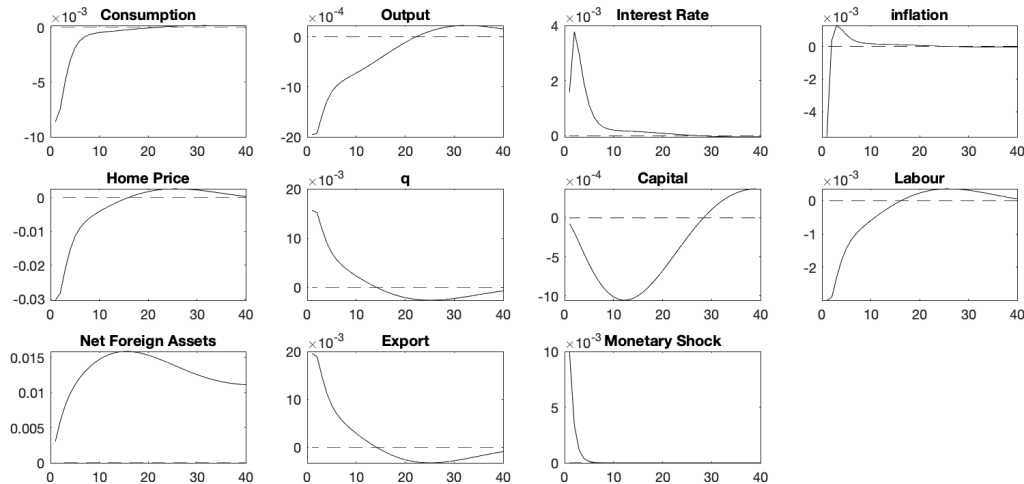 ×10⁻³ Consumption
0
-5
-10
0 10 20 30 40
×10⁻⁴ Output
0
-10
-20
0 10 20 30 40
×10⁻³ Interest Rate
4
2
0
0 10 20 30 40
×10⁻³ inflation
0
-2
-4
0 10 20 30 40
Home Price
0
-0.01
-0.02
-0.03
0 10 20 30 40
×10⁻³ q
20
10
0
0 10 20 30 40
×10⁻⁴ Capital
0
-5
-10
0 10 20 30 40
×10⁻³ Labour
0
-1
-2
0 10 20 30 40
Net Foreign Assets
0.015
0.01
0.005
0
0 10 20 30 40
×10⁻³ Export
20
10
0
0 10 20 30 40
×10⁻³ Monetary Shock
10
5
0
0 10 20 30 40